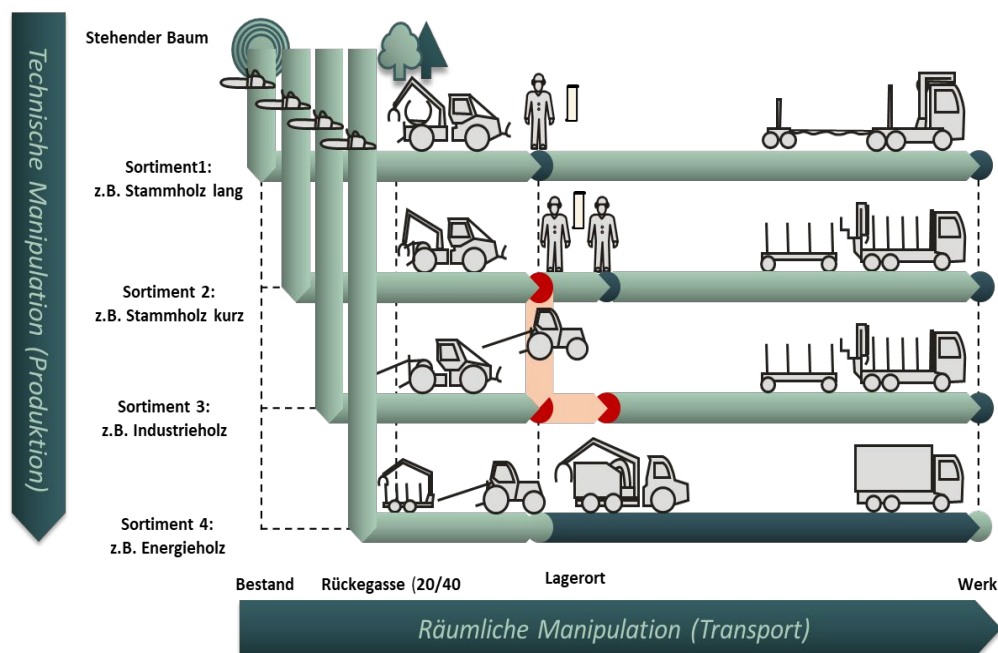 Stehender Baum
Technische Manipulation (Produktion)
Sortiment1:
z.B. Stammholz lang
Sortiment 2:
z.B. Stammholz kurz
Sortiment 3:
z.B. Industrieholz
Sortiment 4:
z.B. Energieholz
Bestand
Rückegasse (20/40
Lagerort
Werk
Räumliche Manipulation (Transport)